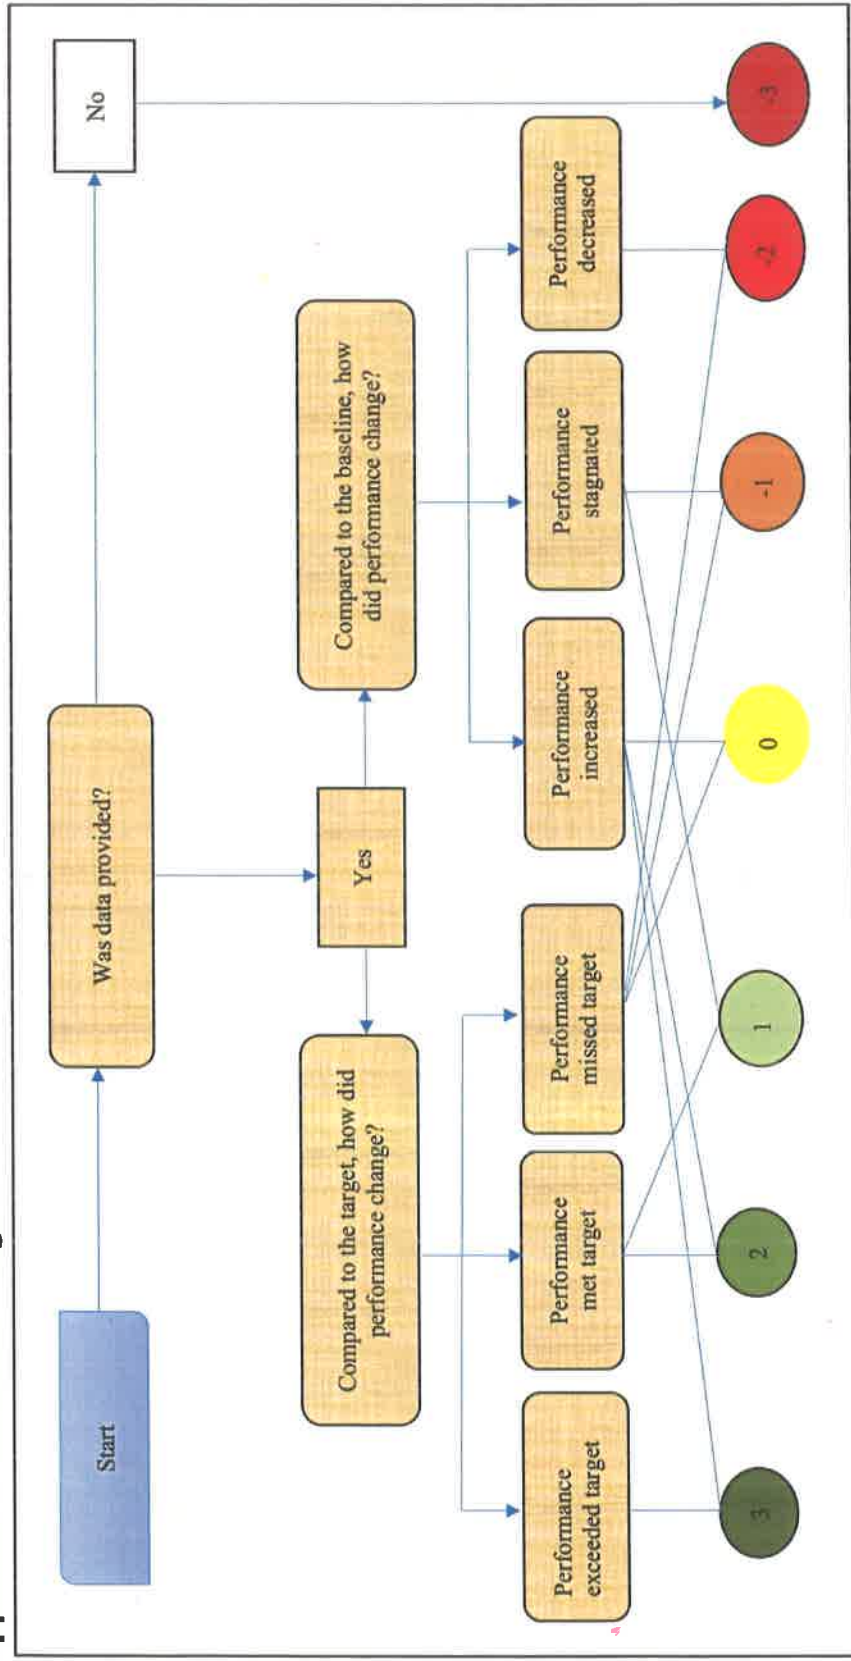 Start
Was data provided?
No
Yes
Compared to the target, how did
performance change?
Compared to the baseline, how
did performance change?
Performance
exceeded target
Performance
met target
Performance
missed target
Performance
increased
Performance
stagnated
Performance
decreased
3
2
1
0
-1
-2
-3